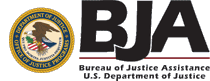 BJA
Bureau of Justice Assistance
U.S. Department of Justice